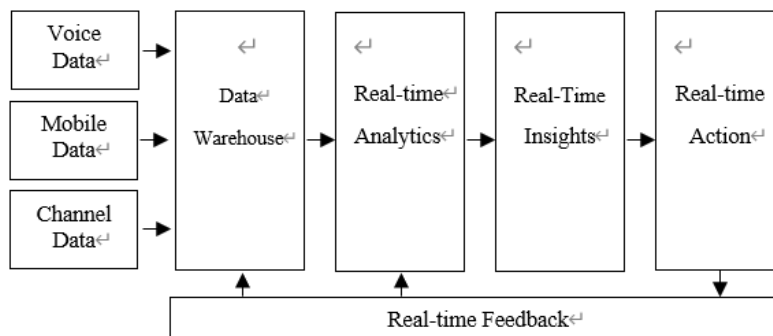 Voice
Data↵
Mobile
Data↵
Channel
Data↵
↵
Data↵
Warehouse↵
↵
Real-time↵
Analytics↵
↵
Real-Time
Insights↵
↵
Real-time
Action↵
Real-time Feedback↵